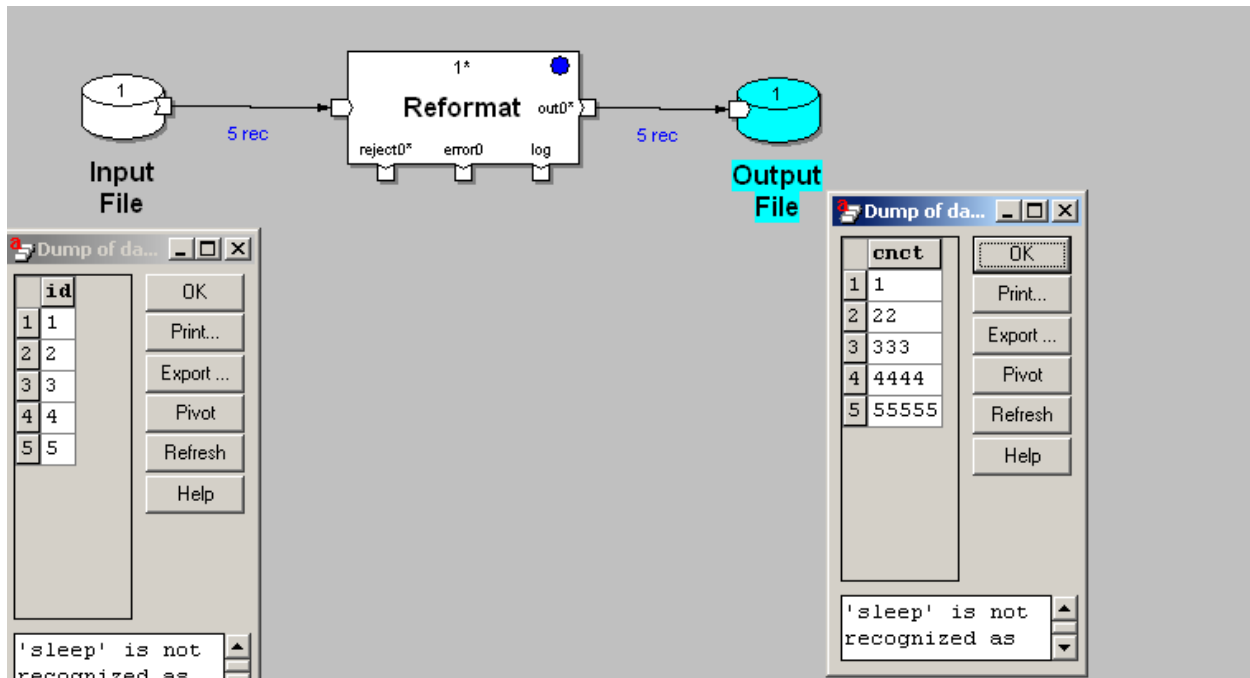 1
Input
File
5 rec
1*
Reformat
out0*
reject0* error0 log
5 rec
1
Output
File
Dump of da...
id
1 1
2 2
3 3
4 4
5 5
OK
Print...
Export ...
Pivot
Refresh
Help
'sleep' is not
recognized as
Dump of da...
cnct
1 1
2 22
3 333
4 4444
5 55555
OK
Print...
Export ...
Pivot
Refresh
Help
'sleep' is not
recognized as